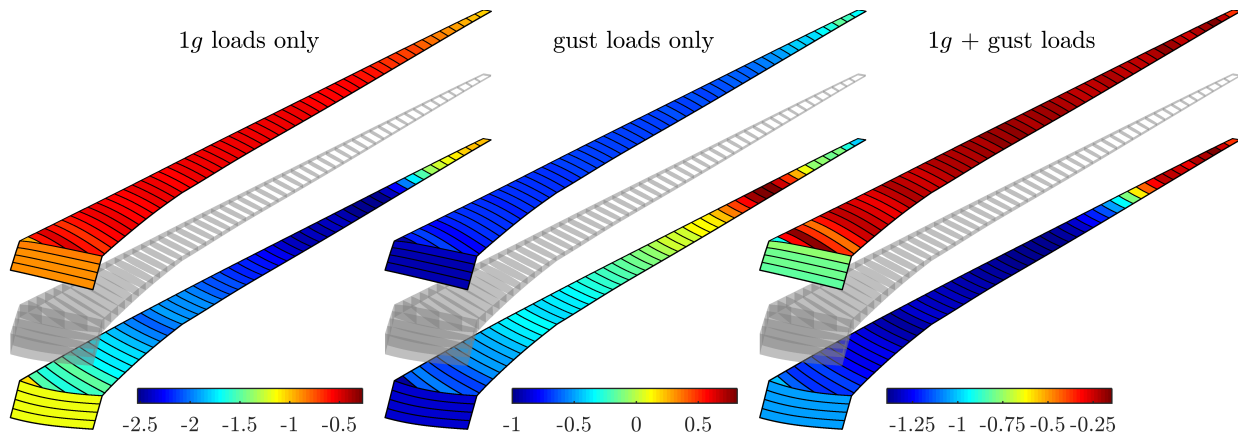 1g loads only
gust loads only
1g + gust loads
-2.5 -2 -1.5 -1 -0.5
-1 -0.5 0 0.5
-1.25 -1 -0.75 -0.5 -0.25